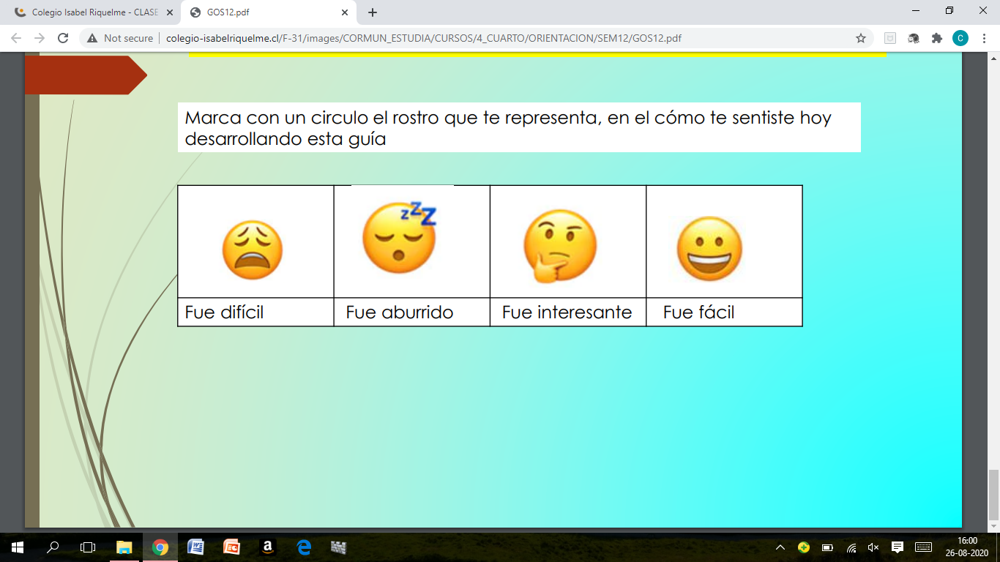 Colegio Isabel Riquelme - CLASE
GOS12.pdf
Not secure
colegio-isabelriquelme.cl/F-31/images/CORMUN_ESTUDIA/CURSOS/4_CUARTO/ORIENTACION/SEM12/GOS12.pdf
C
Marca con un circulo el rostro que te representa, en el cómo te sentiste hoy
desarrollando esta guía
z z Z
Fue difícil
Fue aburrido
Fue interesante
Fue fácil
16:00
26-08-2020